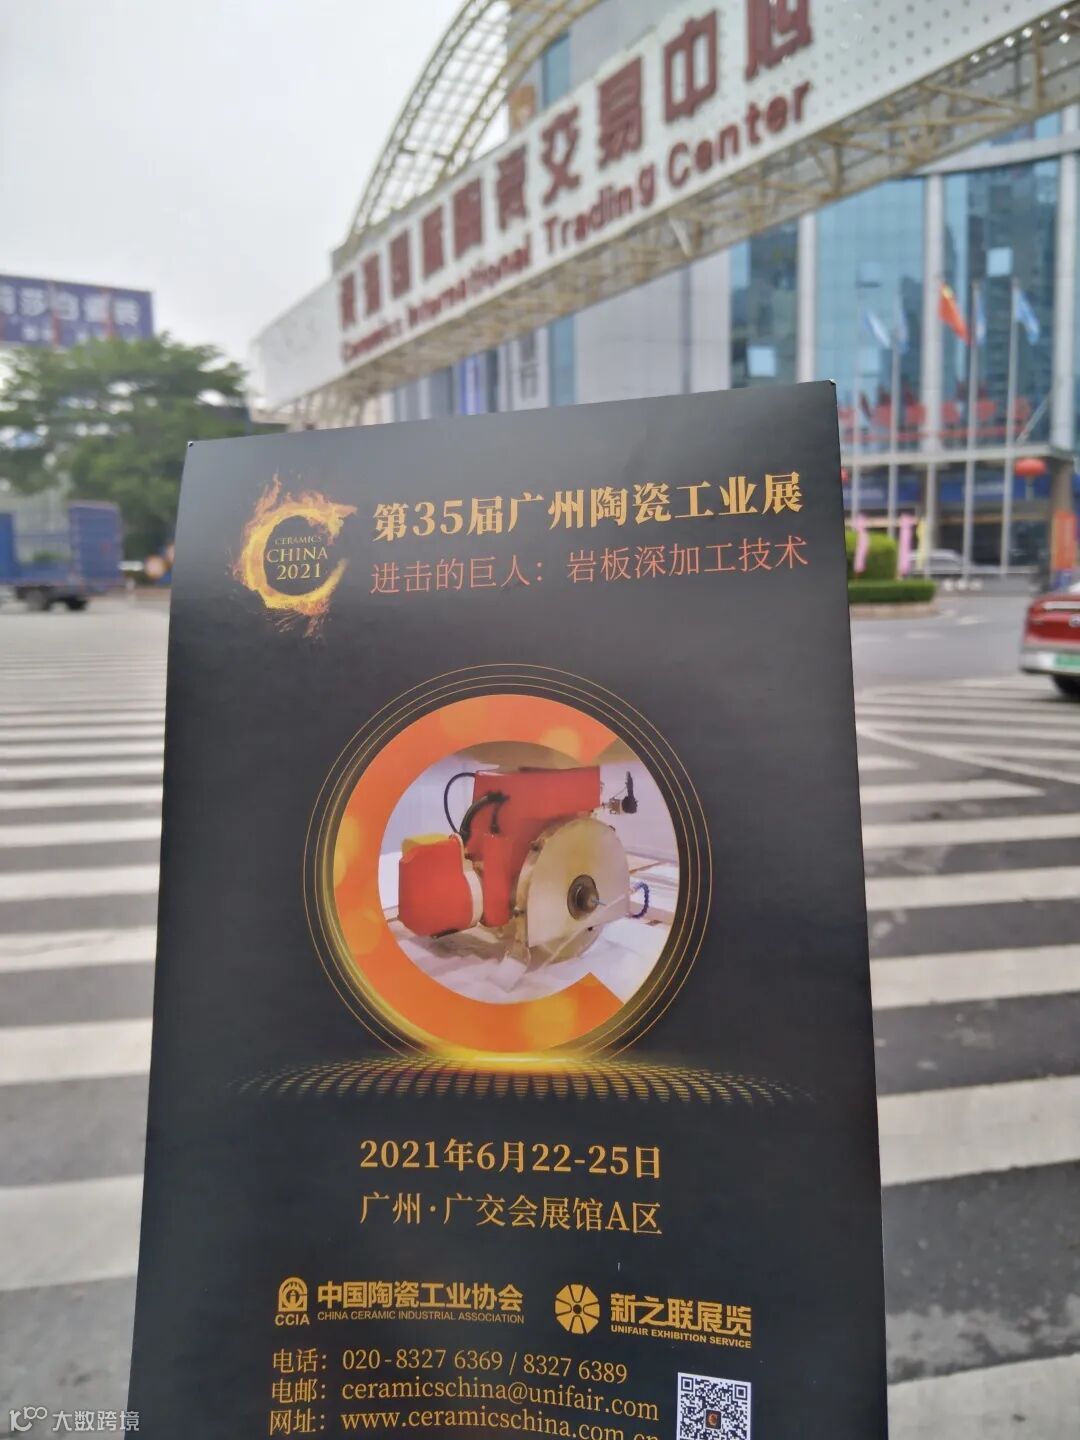 交易中心
Ceramics International Trading Center
CERAMICS
CHINA
2021
第35届广州陶瓷工业展
进击的巨人：岩板深加工技术
2021年6月22-25日
广州·广交会展馆A区
CCIA
中国陶瓷工业协会
CHINA CERAMIC INDUSTRIAL ASSOCIATION
新之联展览
UNIFAIR EXHIBITION SERVICE
电话：020-8327 6369 / 8327 6389
电邮：ceramicschina@unifair.com
网址：www.ceramicschina.com.cn
大数跨境